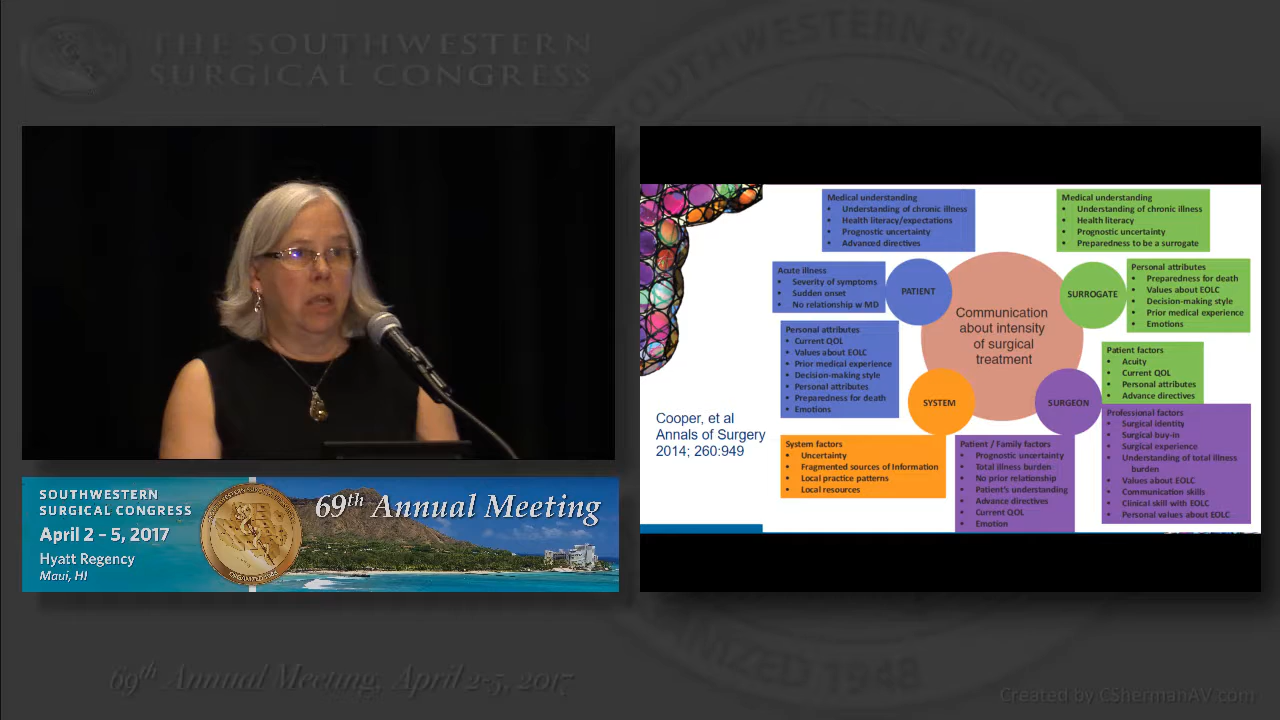 THE SOUTHWESTERN
SURGICAL CONGRESS
Medical understanding
• Understanding of chronic illness
• Health literacy/expectations
• Prognostic uncertainty
• Advanced directives
Medical understanding
• Understanding of chronic illness
• Health literacy
• Prognostic uncertainty
• Preparedness to be a surrogate
Acute illness
• Severity of symptoms
• Sudden onset
• No relationship w MD
PATIENT
SURROGATE
Personal attributes
• Preparedness for death
• Values about EOLC
• Decision-making style
• Prior medical experience
• Emotions
Communication
about intensity
of surgical
treatment
Personal attributes
• Current QOL
• Values about EOLC
• Prior medical experience
• Decision-making style
• Personal attributes
• Preparedness for death
• Emotions
Patient factors
• Acuity
• Current QOL
• Personal attributes
• Advance directives
SYSTEM
SURGEON
Cooper, et al
Annals of Surgery
2014; 260:949
System factors
• Uncertainty
• Fragmented sources of Information
• Local practice patterns
• Local resources
Patient / Family factors
• Prognostic uncertainty
• Total illness burden
• No prior relationship
• Patient's understanding
• Advance directives
• Current QOL
• Emotion
Professional factors
• Surgical identity
• Surgical buy-in
• Surgical experience
• Understanding of total illness
burden
• Values about EOLC
• Communication skills
• Clinical skill with EOLC
• Personal values about EOLC
SOUTHWESTERN
SURGICAL CONGRESS
April 2 - 5, 2017
Hyatt Regency
Maui, HI
69th Annual Meeting
69th Annual Meeting, April 2-5, 2017
Created by CShermanAV.com